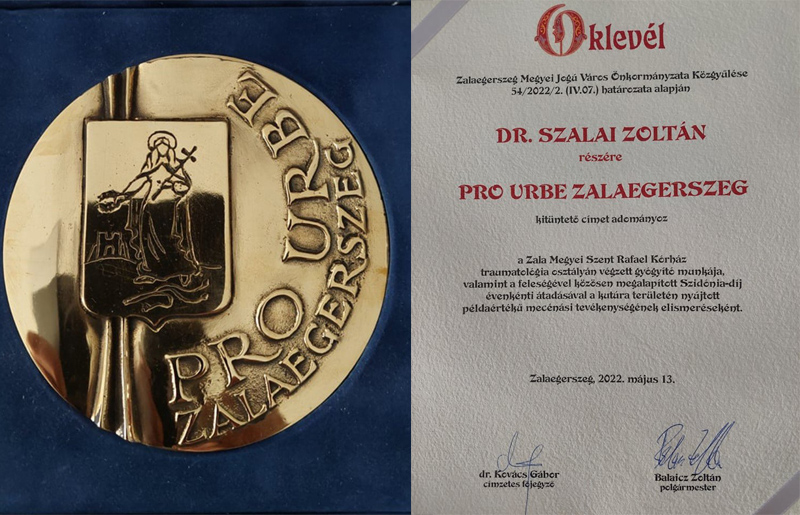 PRO URBE
ZALAEGERSZEG
Oklevél
Zalaegerszeg Megyei Jogú Város Önkormányzata Közgyűlése
54/2022/2. (IV.07.) határozata alapján
DR. SZALAI ZOLTÁN
részére
PRO URBE ZALAEGERSZEG
kitüntető címet adományoz
a Zala Megyei Szent Rafael Kórház
traumatológia osztályán végzett gyógyító munkája,
valamint a feleségével közösen megalapított Szidónia-díj
évenkénti átadásával a kutúra területén nyújtott
példaértékű mecénási tevékenységének elismeréseként.
Zalaegerszeg, 2022. május 13.
dr. Kovács Gábor
címzetes főjegyző
Balaicz Zoltán
polgármester